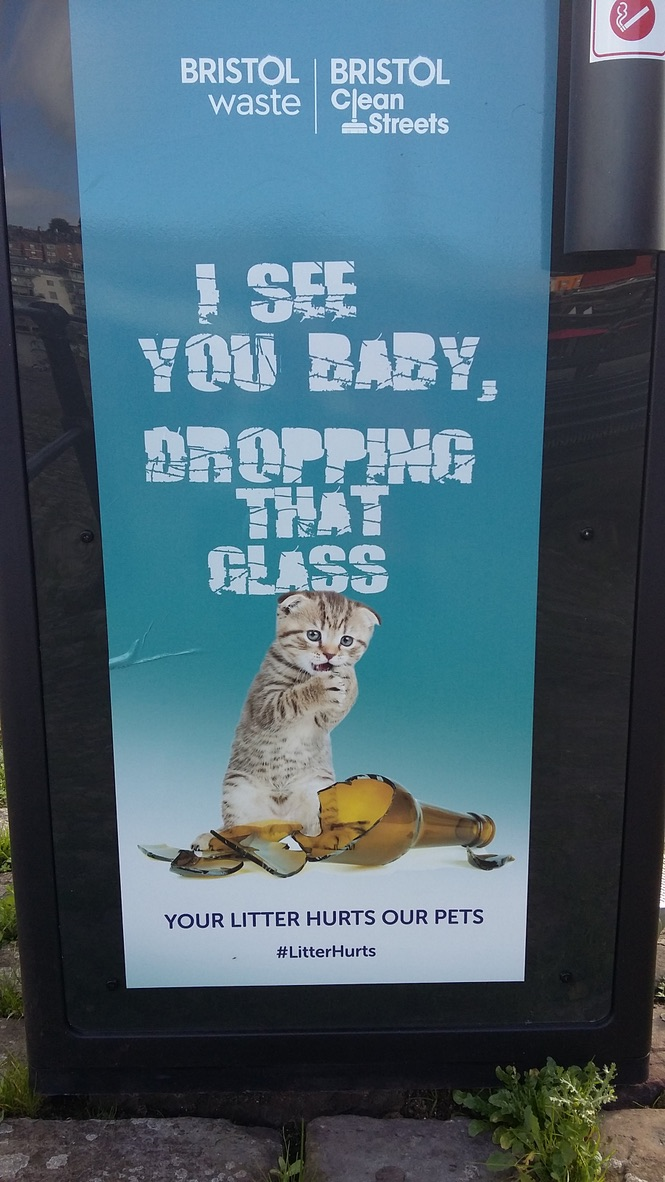 BRISTOL
waste
BRISTOL
Clean
Streets
I SEE
YOU BABY,
DROPPING
THAT
GLASS
YOUR LITTER HURTS OUR PETS
#LitterHurts